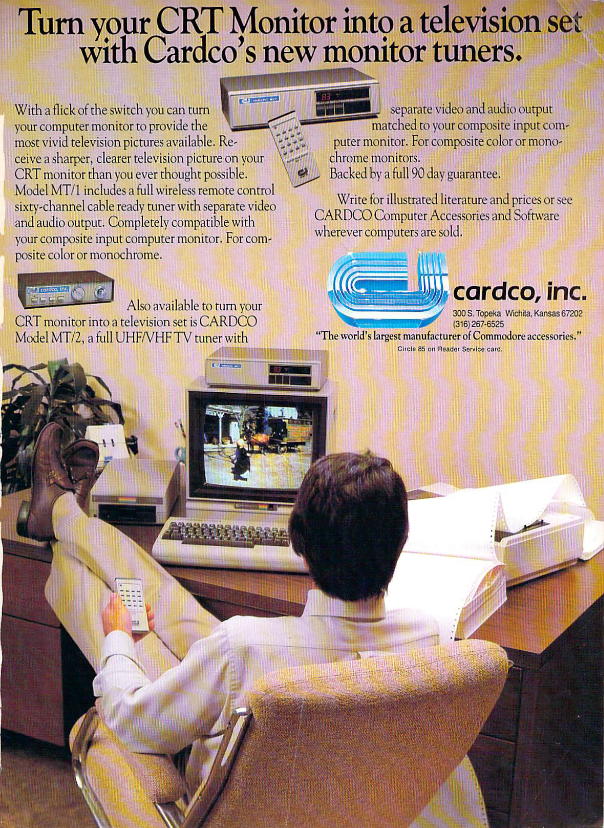 Turn your CRT Monitor into a television set
with Cardco's new monitor tuners.
With a flick of the switch you can turn
your computer monitor to provide the
most vivid television pictures available. Re-
ceive a sharper, clearer television picture on your
CRT monitor than you ever thought possible.
Model MT/1 includes a full wireless remote control
sixty-channel cable ready tuner with separate video
and audio output. Completely compatible with
your composite input computer monitor. For com-
posite color or monochrome.
Also available to turn your
CRT monitor into a television set is CARDCO
Model MT/2, a full UHF/VHF TV tuner with
separate video and audio output
matched to your composite input com-
puter monitor. For composite color or mono-
chrome monitors.
Backed by a full 90 day guarantee.
Write for illustrated literature and prices or see
CARDCO Computer Accessories and Software
wherever computers are sold.
cardco, inc.
300 S. Topeka Wichita, Kansas 67202
(316) 267-6525
"The world's largest manufacturer of Commodore accessories."
Circle 85 on Reader Service card.